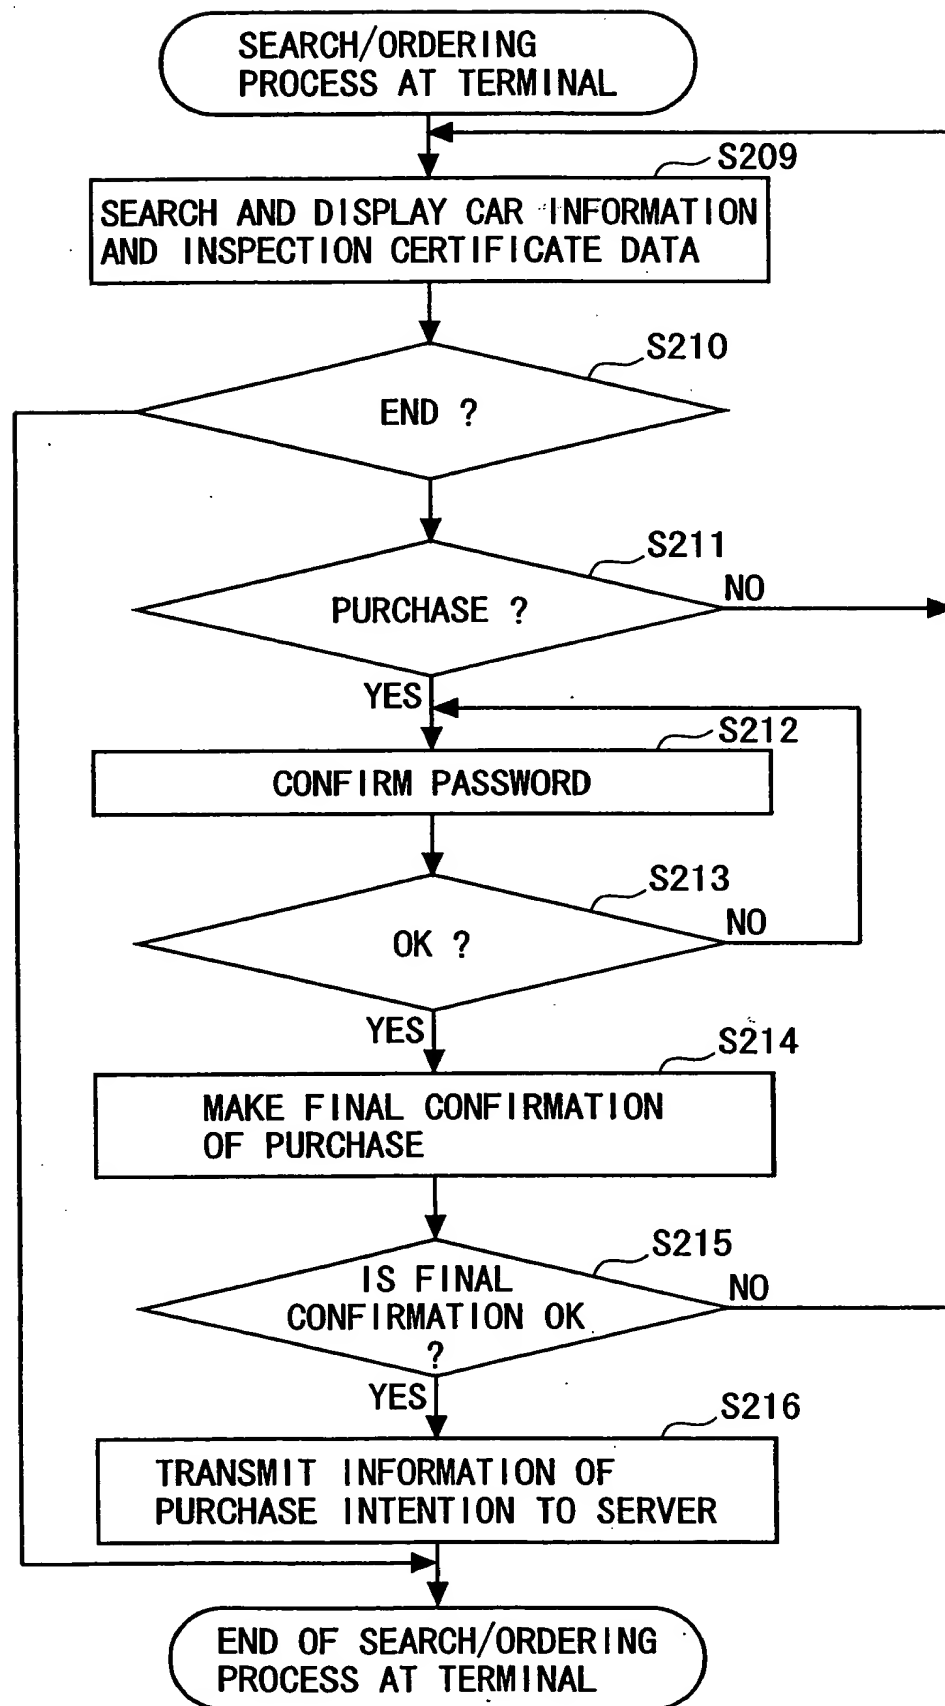 SEARCH/ORDERING
PROCESS AT TERMINAL
S209
SEARCH AND DISPLAY CAR INFORMATION
AND INSPECTION CERTIFICATE DATA
S210
END ?
S211
PURCHASE ?
NO
YES
S212
CONFIRM PASSWORD
S213
OK ?
NO
YES
S214
MAKE FINAL CONFIRMATION
OF PURCHASE
S215
IS FINAL
CONFIRMATION OK
?
NO
YES
S216
TRANSMIT INFORMATION OF
PURCHASE INTENTION TO SERVER
END OF SEARCH/ORDERING
PROCESS AT TERMINAL